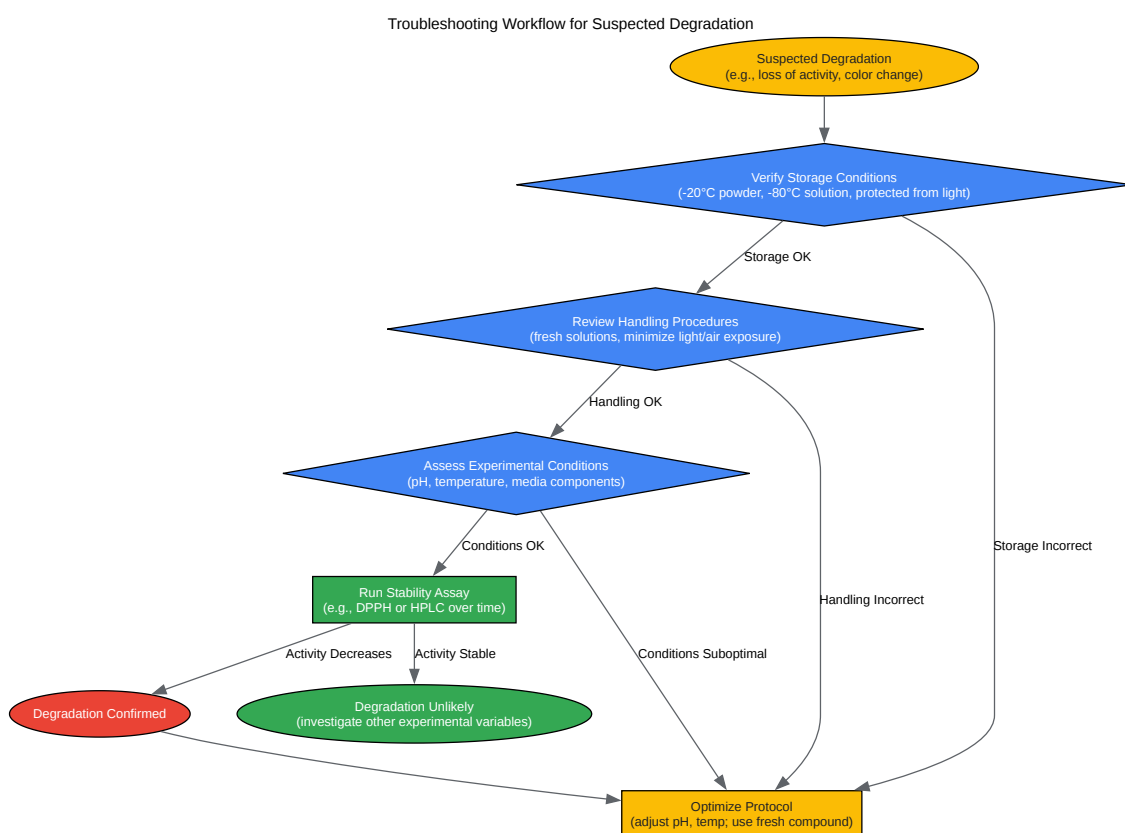 Troubleshooting Workflow for Suspected Degradation
Suspected Degradation
(e.g., loss of activity, color change)
Verify Storage Conditions
(-20°C powder, -80°C solution, protected from light)
Storage OK
Review Handling Procedures
(fresh solutions, minimize light/air exposure)
Handling OK
Assess Experimental Conditions
(pH, temperature, media components)
Conditions OK
Storage Incorrect
Run Stability Assay
(e.g., DPPH or HPLC over time)
Handling Incorrect
Activity Decreases
Activity Stable
Conditions Suboptimal
Degradation Confirmed
Degradation Unlikely
(investigate other experimental variables)
Optimize Protocol
(adjust pH, temp; use fresh compound)